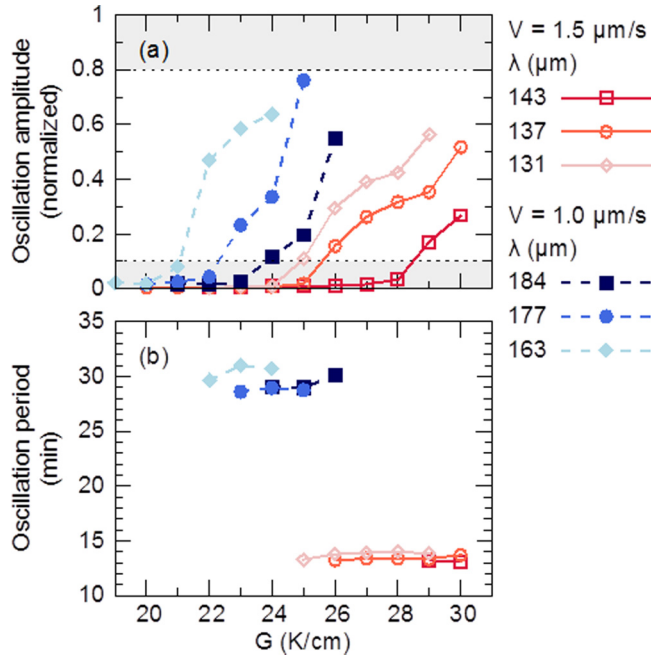 (a)
Oscillation amplitude
(normalized)
1
0.8
0.6
0.4
0.2
0
V = 1.5 µm/s
λ (µm)
143
137
131
V = 1.0 µm/s
λ (µm)
184
177
163
(b)
Oscillation period
(min)
35
30
25
20
15
10
20 22 24 26 28 30
G (K/cm)